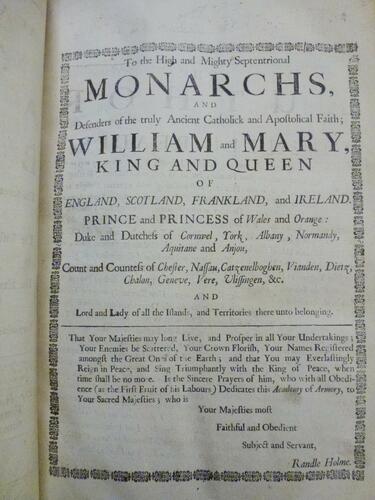 To the High and Mighty Septentrional
MONARCHS,
AND
Defenders of the truly Ancient Catholick and Apostolical Faith;
WILLIAM and MARY,
KING AND QUEEN
OF
ENGLAND, SCOTLAND, FRANKLAND, and IRELAND,
PRINCE and PRINCESS of Wales and Orange:
Duke and Dutchess of Cornwel, York, Albany, Normandy,
Aquitane and Anjou,
Count and Countess of Chester, Nassau, Catzenelboghen, Vianden, Dietz,
Chalon, Geneve, Vere, Vlissingen, &c.
AND
Lord and Lady of all the Islands, and Territories there unto belonging.
That Your Majesties may long Live, and Prosper in all Your Undertakings;
Your Enemies be Scattered, Your Crown Florish, Your Names Registered
amongst the Great Ones of the Earth; and that You may Everlastingly
Reign in Peace, and Sing Triumphantly with the King of Peace, when
time shall be no more. Is the Sincere Prayers of him, who with all Obedi-
ence (as the First Fruit of his Labours) Dedicates this Academy of Armory, to
Your Sacred Majesties; who is
Your Majesties most
Faithful and Obedient
Subject and Servant,
Randle Holme.